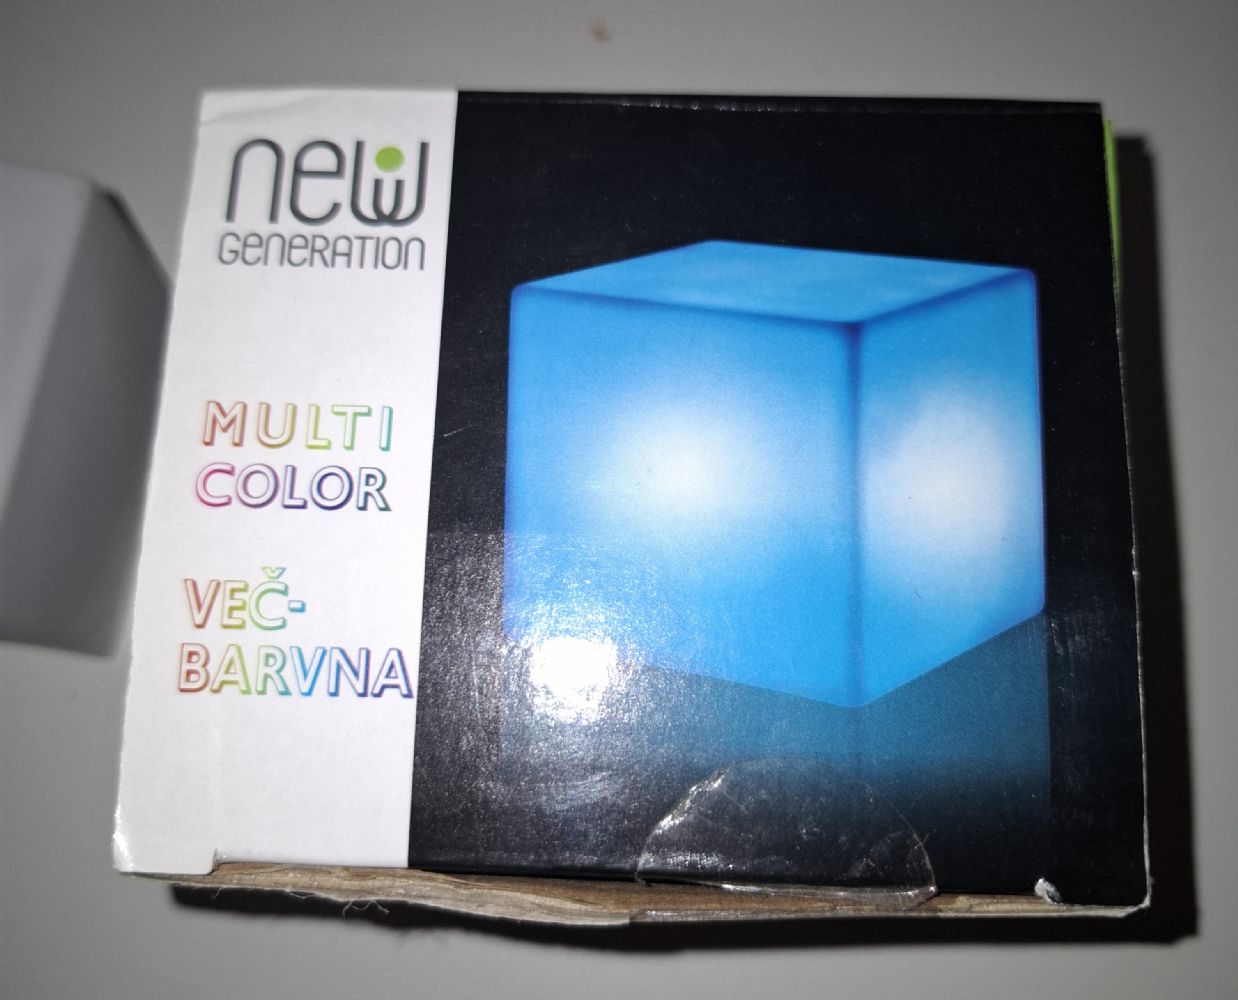 new
GENERATION
MULTI
COLOR
VEČ-
BARVNA